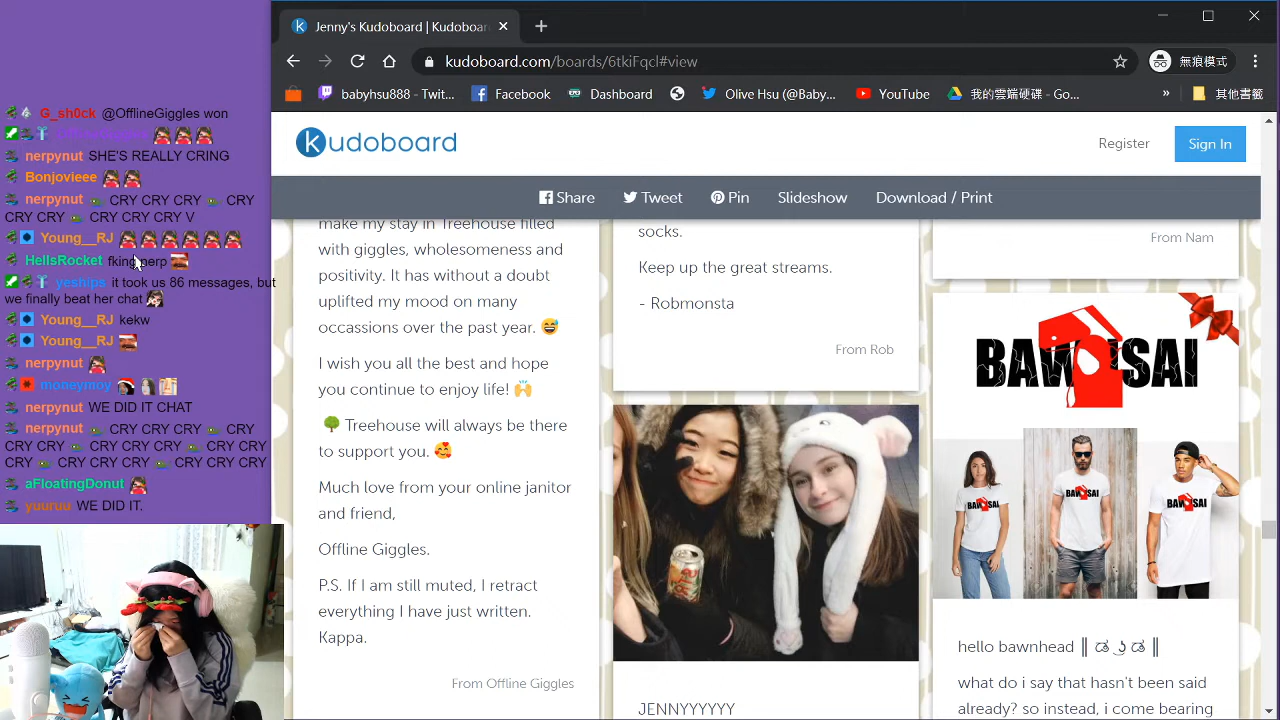 Jenny's Kudoboard | Kudoboar
kudoboard.com/boards/6tkiFqcl#view
無痕模式
babyhsu888 - Twit...
Facebook
Dashboard
Olive Hsu (@Baby...
YouTube
我的雲端硬碟 - Go...
»
其他書籤
kudoboard
Register
Sign In
Share
Tweet
Pin
Slideshow
Download / Print
G_sh0ck @OfflineGiggles won
nerpynut SHE'S REALLY CRING
Bonjovieee
nerpynut CRY CRY CRY CRY
CRY CRY CRY CRY CRY V
Young__RJ
HellsRocket fking nerp
yeships it took us 86 messages, but
we finally beat her chat
Young__RJ kekw
Young__RJ
nerpynut
moneymoy
nerpynut WE DID IT CHAT
nerpynut CRY CRY CRY CRY
CRY CRY CRY CRY CRY CRY CRY
CRY CRY CRY CRY CRY CRY CRY
aFloatingDonut
yuuruu WE DID IT.
make my stay in Treehouse filled
with giggles, wholesomeness and
positivity. It has without a doubt
uplifted my mood on many
occassions over the past year. 😅
I wish you all the best and hope
you continue to enjoy life! 🙌
🌳 Treehouse will always be there
to support you. 🥰
Much love from your online janitor
and friend,
Offline Giggles.
P.S. If I am still muted, I retract
everything I have just written.
Kappa.
From Offline Giggles
socks.
Keep up the great streams.
- Robmonsta
From Rob
JENNYYYYYY
From Nam
BAWNSAI
BAWNSAI
BAWNSAI
BAWNSAI
hello bawnhead ║ ಡ ͜ ʖ ಡ ║
what do i say that hasn't been said
already? so instead, i come bearing